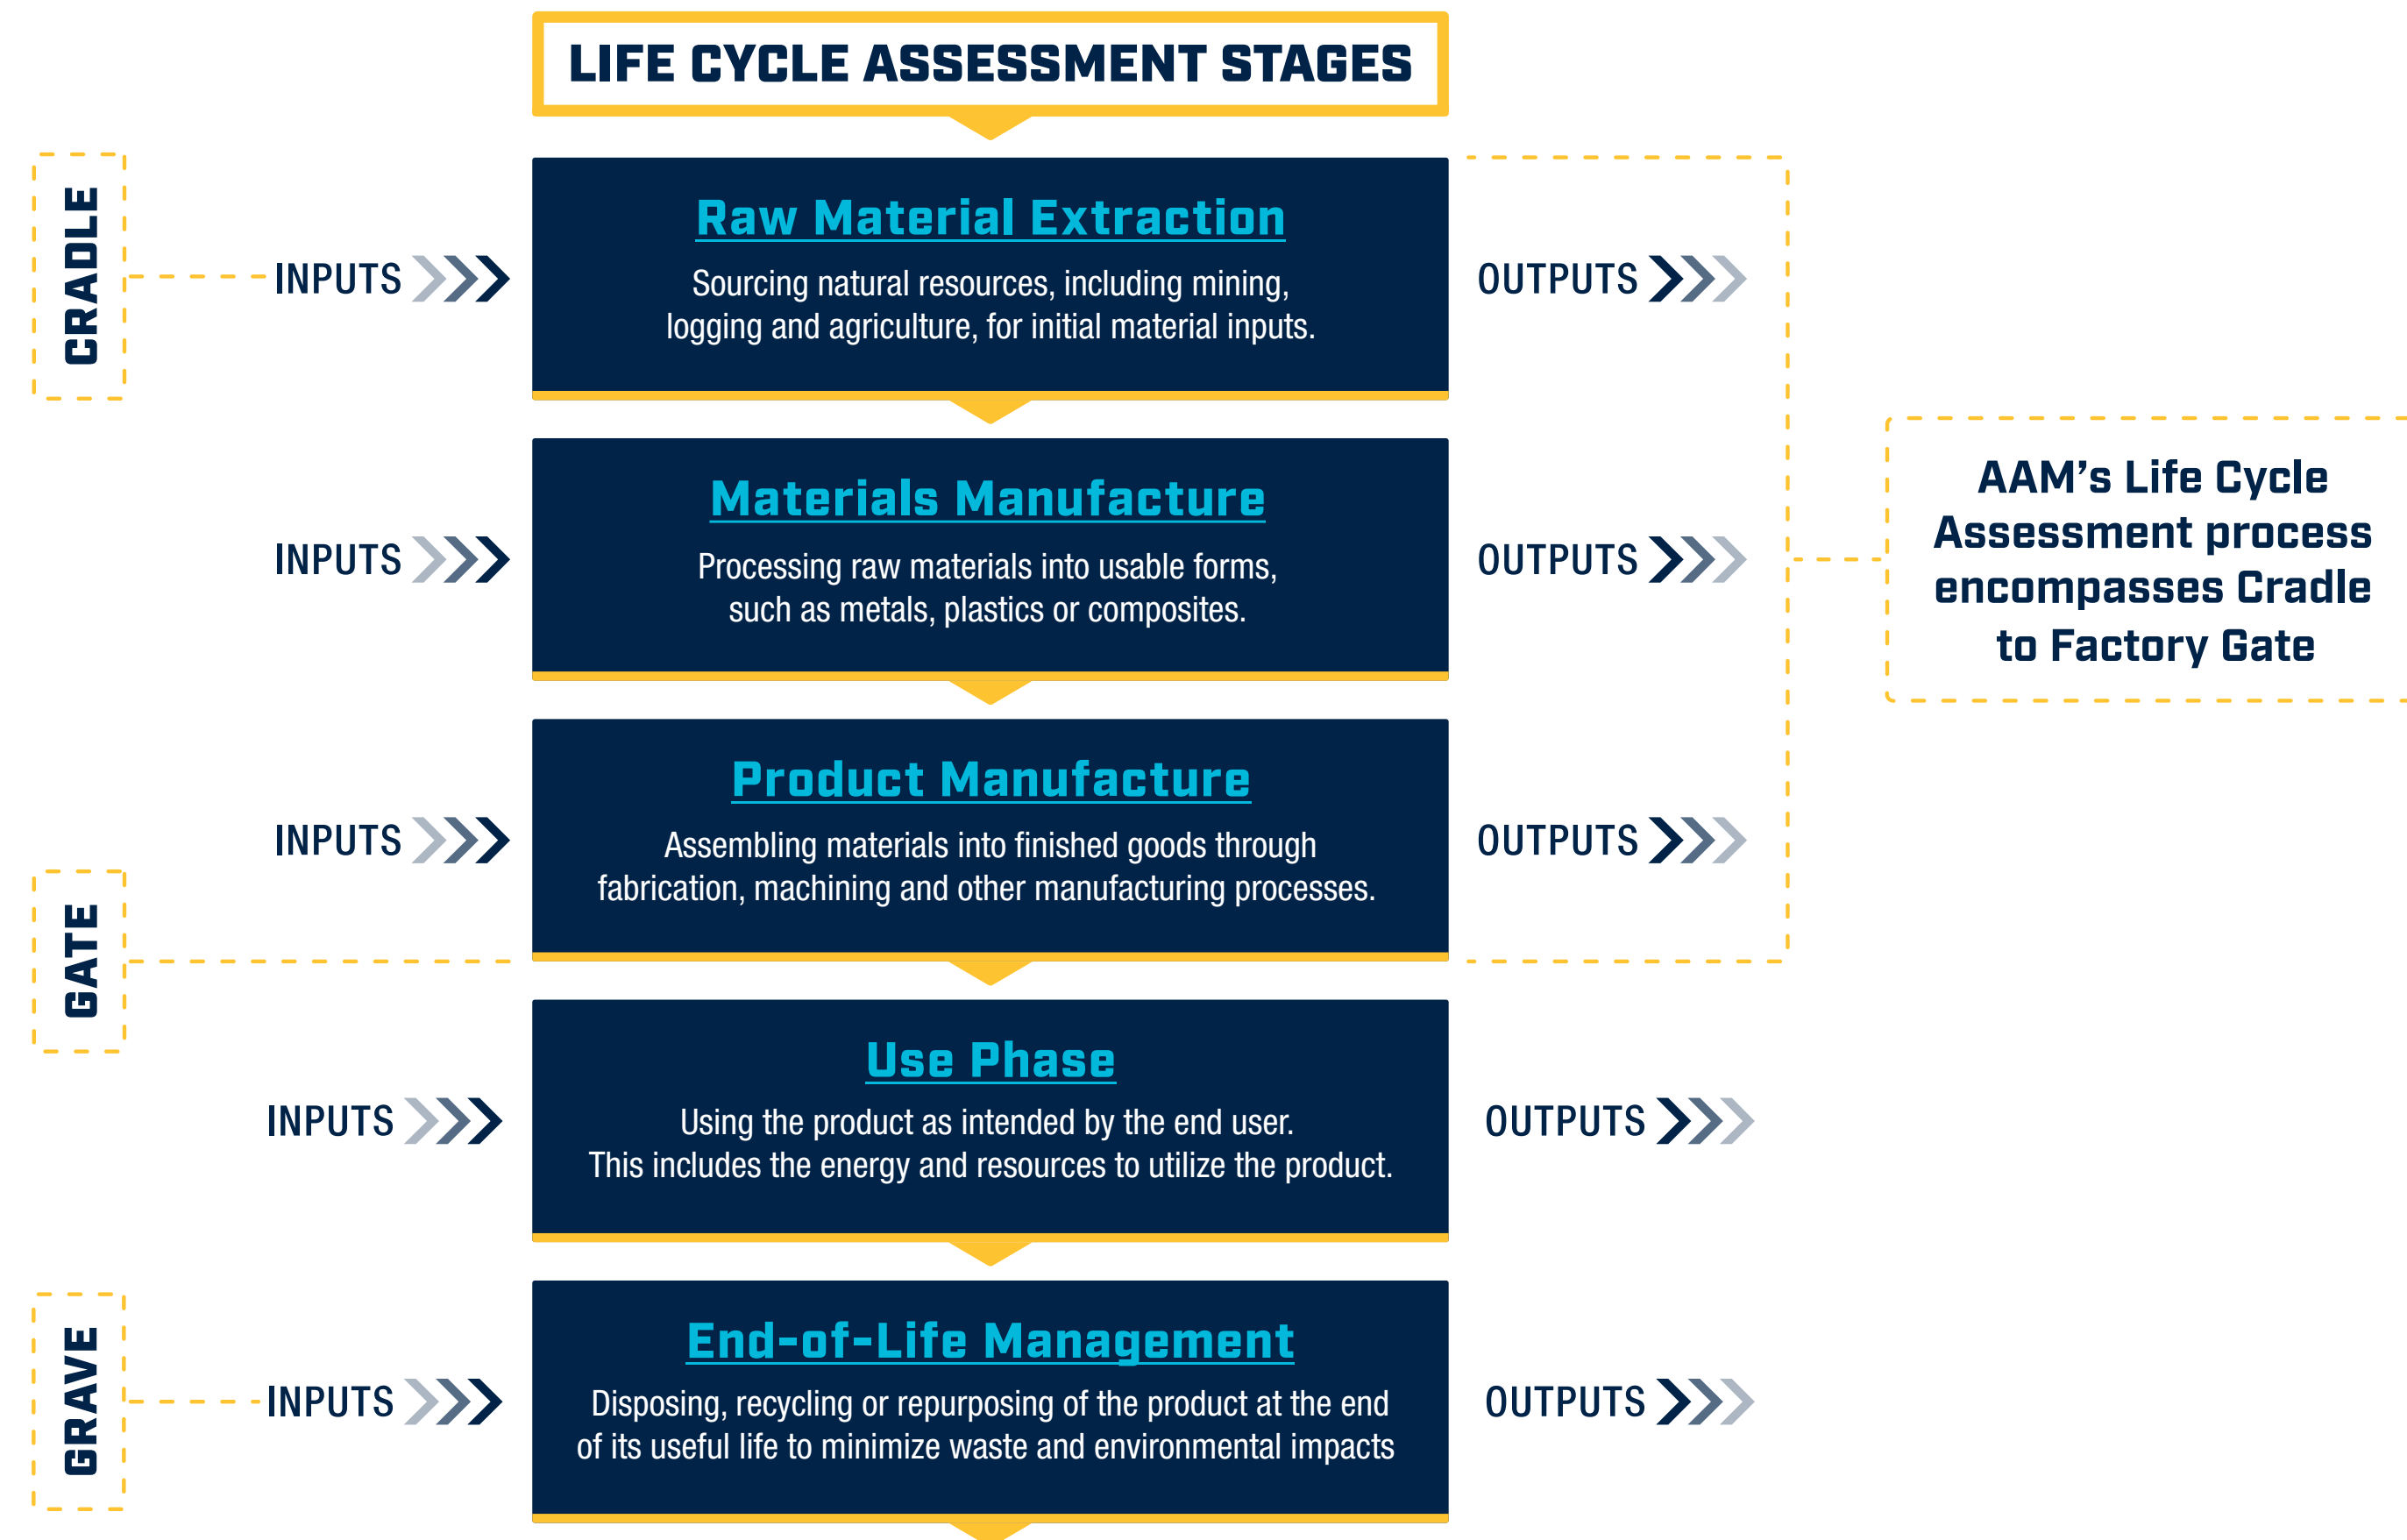 LIFE CYCLE ASSESSMENT STAGES
CRADLE
INPUTS
Raw Material Extraction
Sourcing natural resources, including mining,
logging and agriculture, for initial material inputs.
OUTPUTS
INPUTS
Materials Manufacture
Processing raw materials into usable forms,
such as metals, plastics or composites.
OUTPUTS
AAM’s Life Cycle
Assessment process
encompasses Cradle
to Factory Gate
INPUTS
Product Manufacture
Assembling materials into finished goods through
fabrication, machining and other manufacturing processes.
OUTPUTS
GATE
INPUTS
Use Phase
Using the product as intended by the end user.
This includes the energy and resources to utilize the product.
OUTPUTS
GRAVE
INPUTS
End-of-Life Management
Disposing, recycling or repurposing of the product at the end
of its useful life to minimize waste and environmental impacts
OUTPUTS